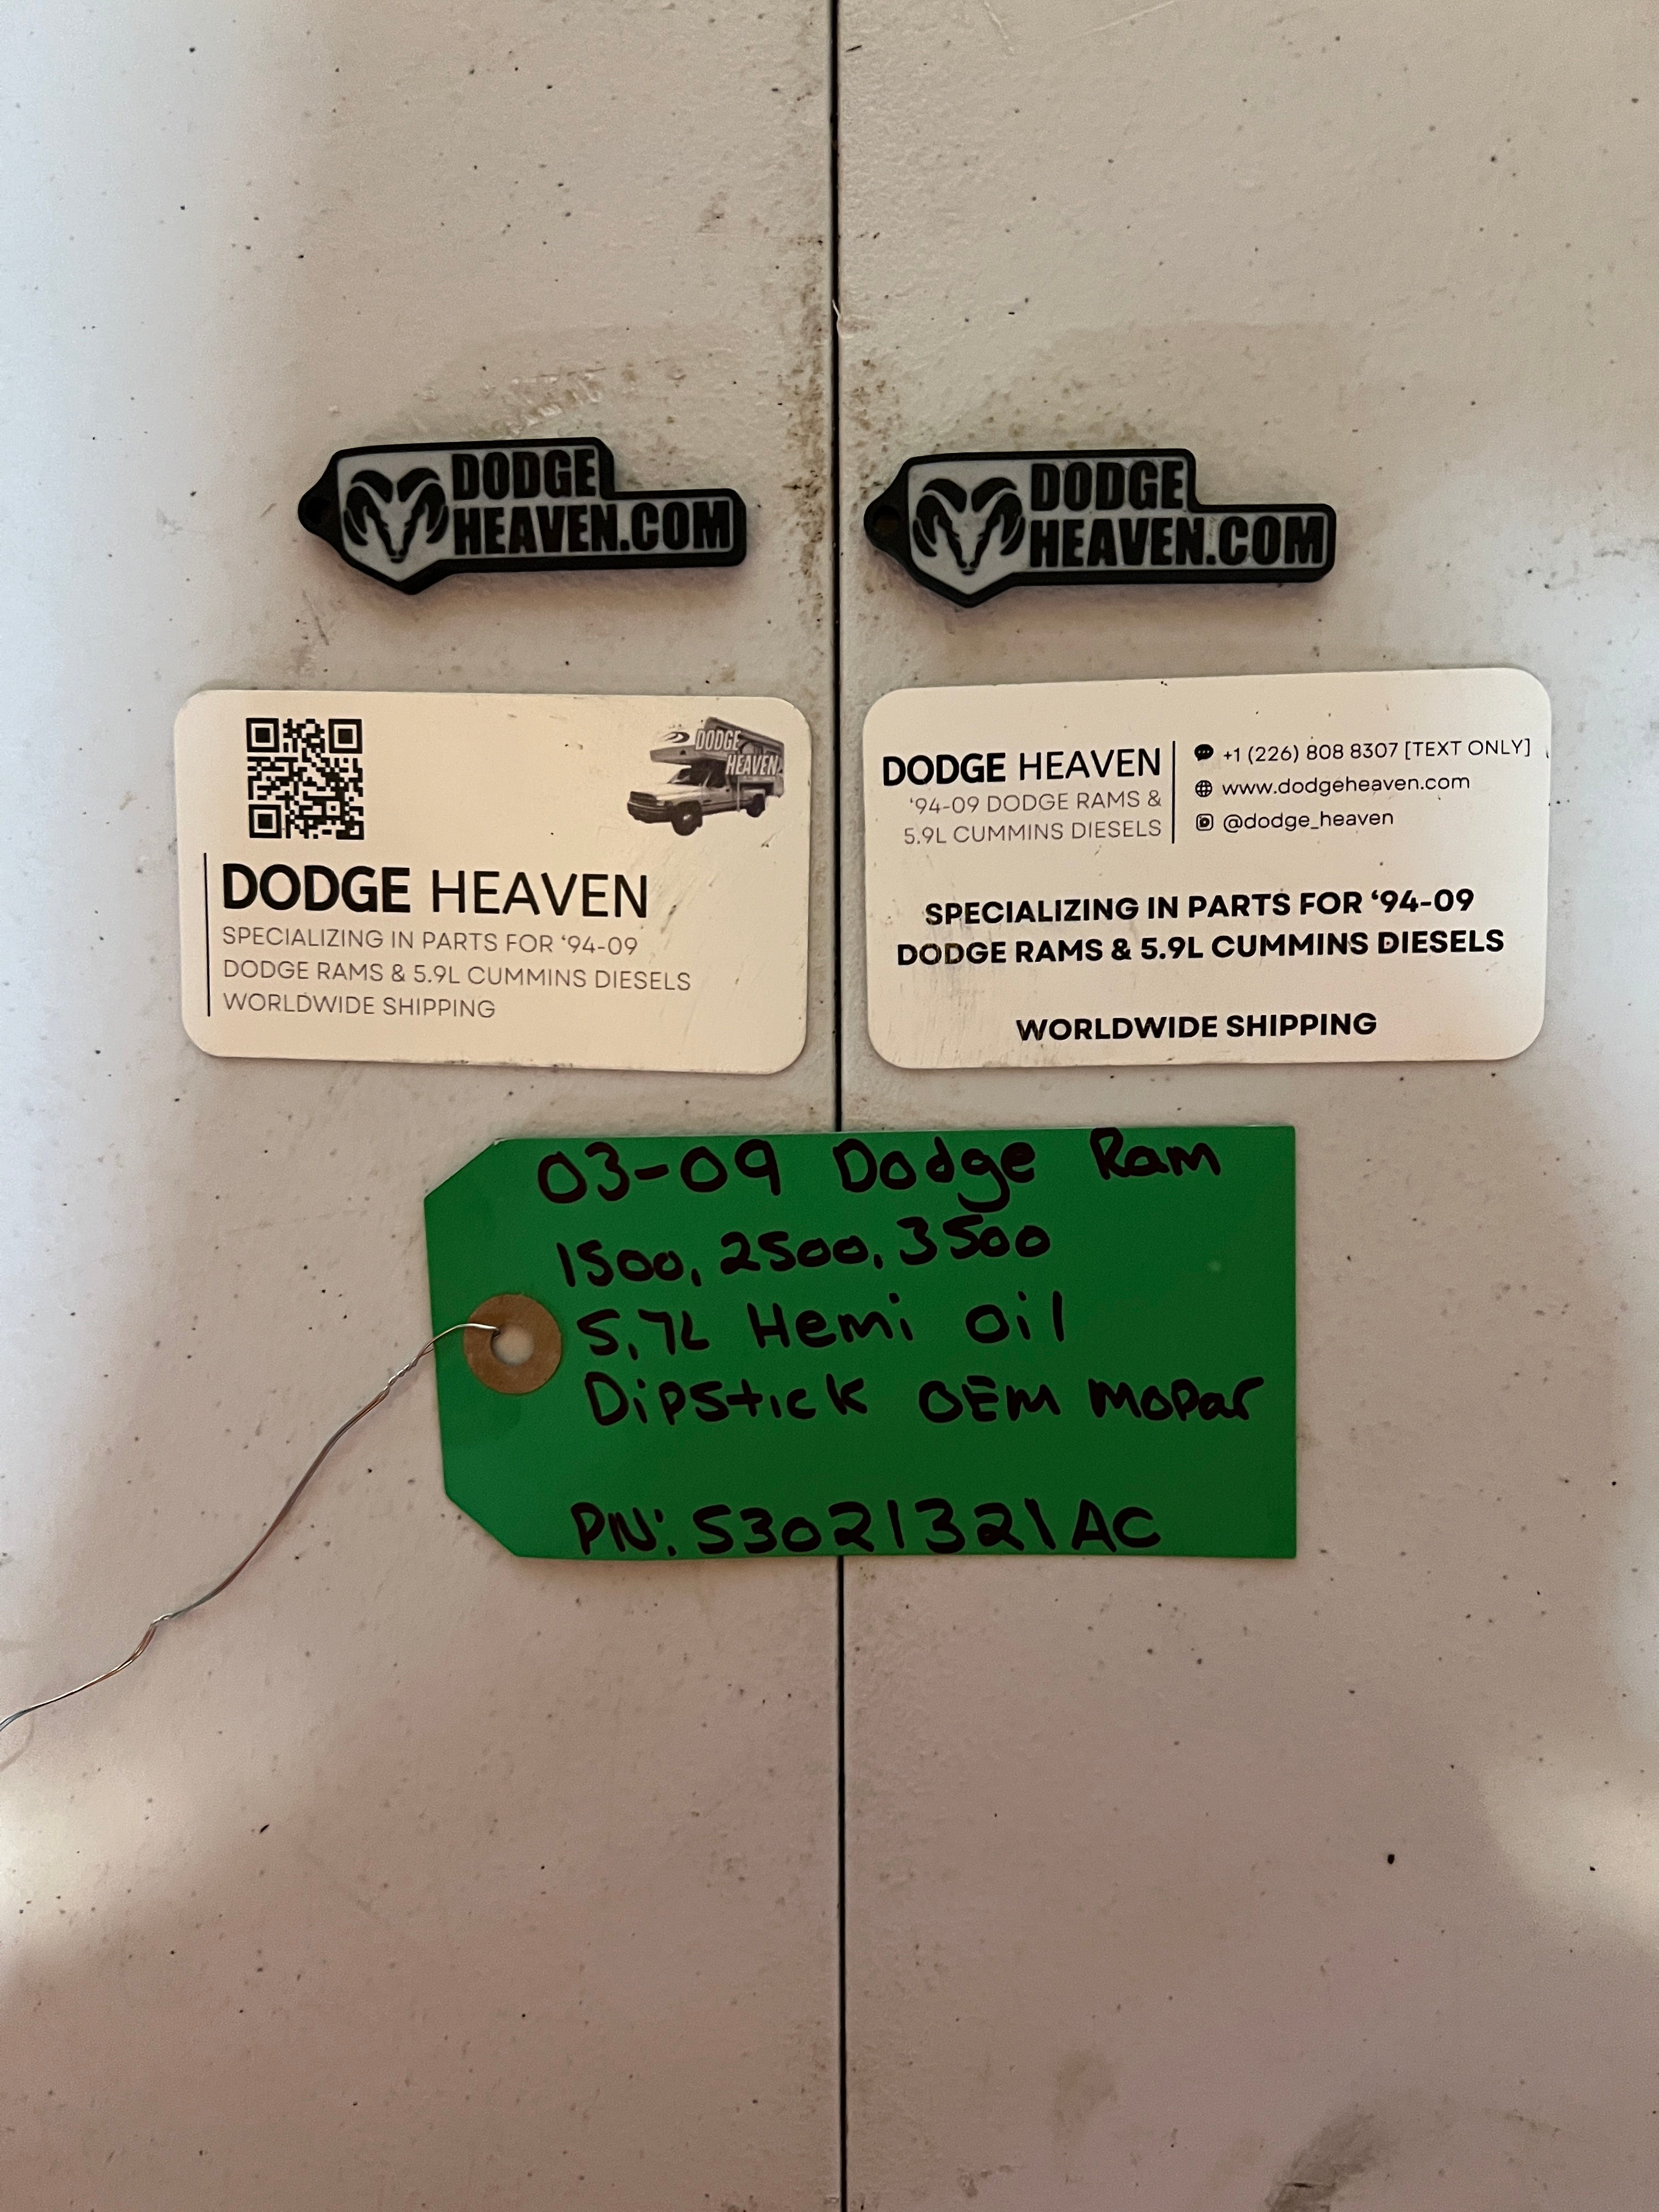 DODGE
HEAVEN.COM
DODGE
HEAVEN.COM
DODGE
HEAVEN
DODGE HEAVEN
SPECIALIZING IN PARTS FOR ‘94-09
DODGE RAMS & 5.9L CUMMINS DIESELS
WORLDWIDE SHIPPING
DODGE HEAVEN
‘94-09 DODGE RAMS &
5.9L CUMMINS DIESELS
+1 (226) 808 8307 [TEXT ONLY]
www.dodgeheaven.com
@dodge_heaven
SPECIALIZING IN PARTS FOR ‘94-09
DODGE RAMS & 5.9L CUMMINS DIESELS
WORLDWIDE SHIPPING
03-09 Dodge Ram
1500, 2500, 3500
5.7L Hemi Oil
Dipstick OEM Mopar
PN: 53021321AC